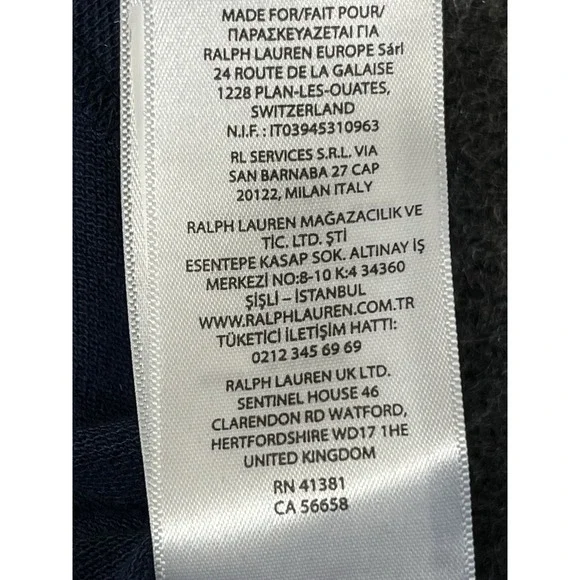 MADE FOR/FAIT POUR/
ΠΑΡΑΣΚΕΥΑΖΕΤΑΙ ΓΙΑ
RALPH LAUREN EUROPE Sárl
24 ROUTE DE LA GALAISE
1228 PLAN-LES-OUATES,
SWITZERLAND
N.I.F. : IT03945310963
RL SERVICES S.R.L. VIA
SAN BARNABA 27 CAP
20122, MILAN ITALY
RALPH LAUREN MAĞAZACILIK VE
TİC. LTD. ŞTİ
ESENTEPE KASAP SOK. ALTINAY İŞ
MERKEZİ NO:8-10 K:4 34360
ŞİŞLİ – İSTANBUL
WWW.RALPHLAUREN.COM.TR
TÜKETİCİ İLETİŞİM HATTI:
0212 345 69 69
RALPH LAUREN UK LTD.
SENTINEL HOUSE 46
CLARENDON RD WATFORD,
HERTFORDSHIRE WD17 1HE
UNITED KINGDOM
RN 41381
CA 56658